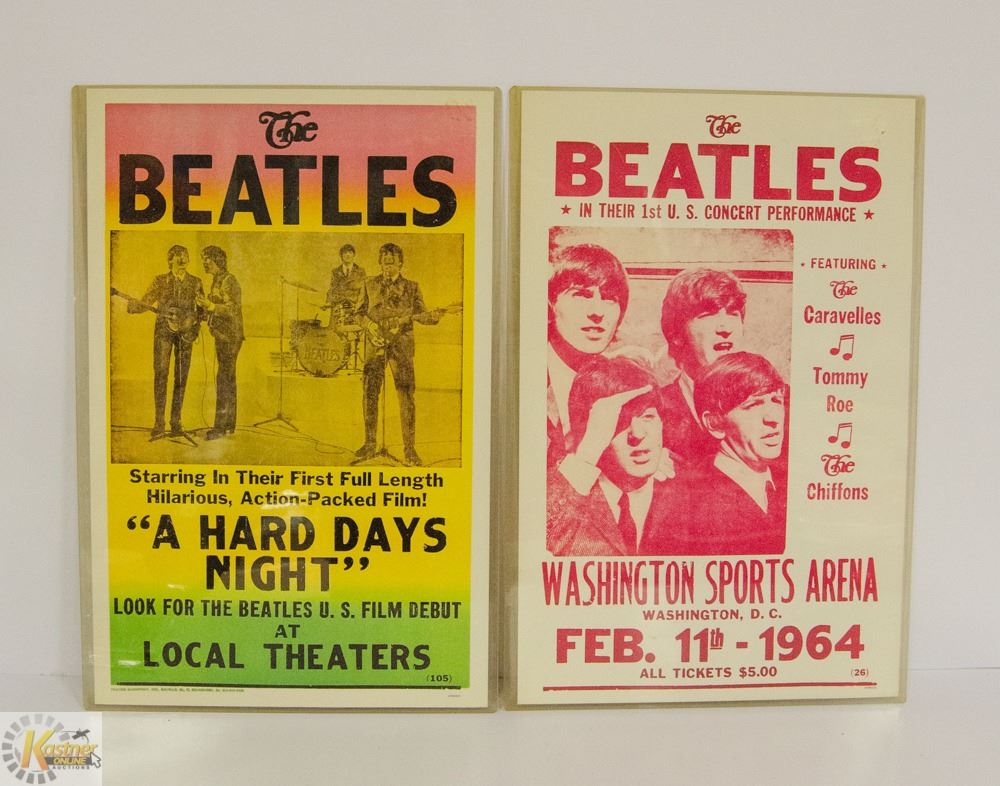 The
BEATLES
BEATLES
Starring In Their First Full Length
Hilarious, Action-Packed Film!
"A HARD DAYS
NIGHT"
LOOK FOR THE BEATLES U. S. FILM DEBUT
AT
LOCAL THEATERS
(105)
The
BEATLES
★ IN THEIR 1st U. S. CONCERT PERFORMANCE ★
• FEATURING •
The
Caravelles
Tommy
Roe
The
Chiffons
WASHINGTON SPORTS ARENA
WASHINGTON, D. C.
FEB. 11th - 1964
ALL TICKETS $5.00
(26)
Kastner
ONLINE
AUCTIONS